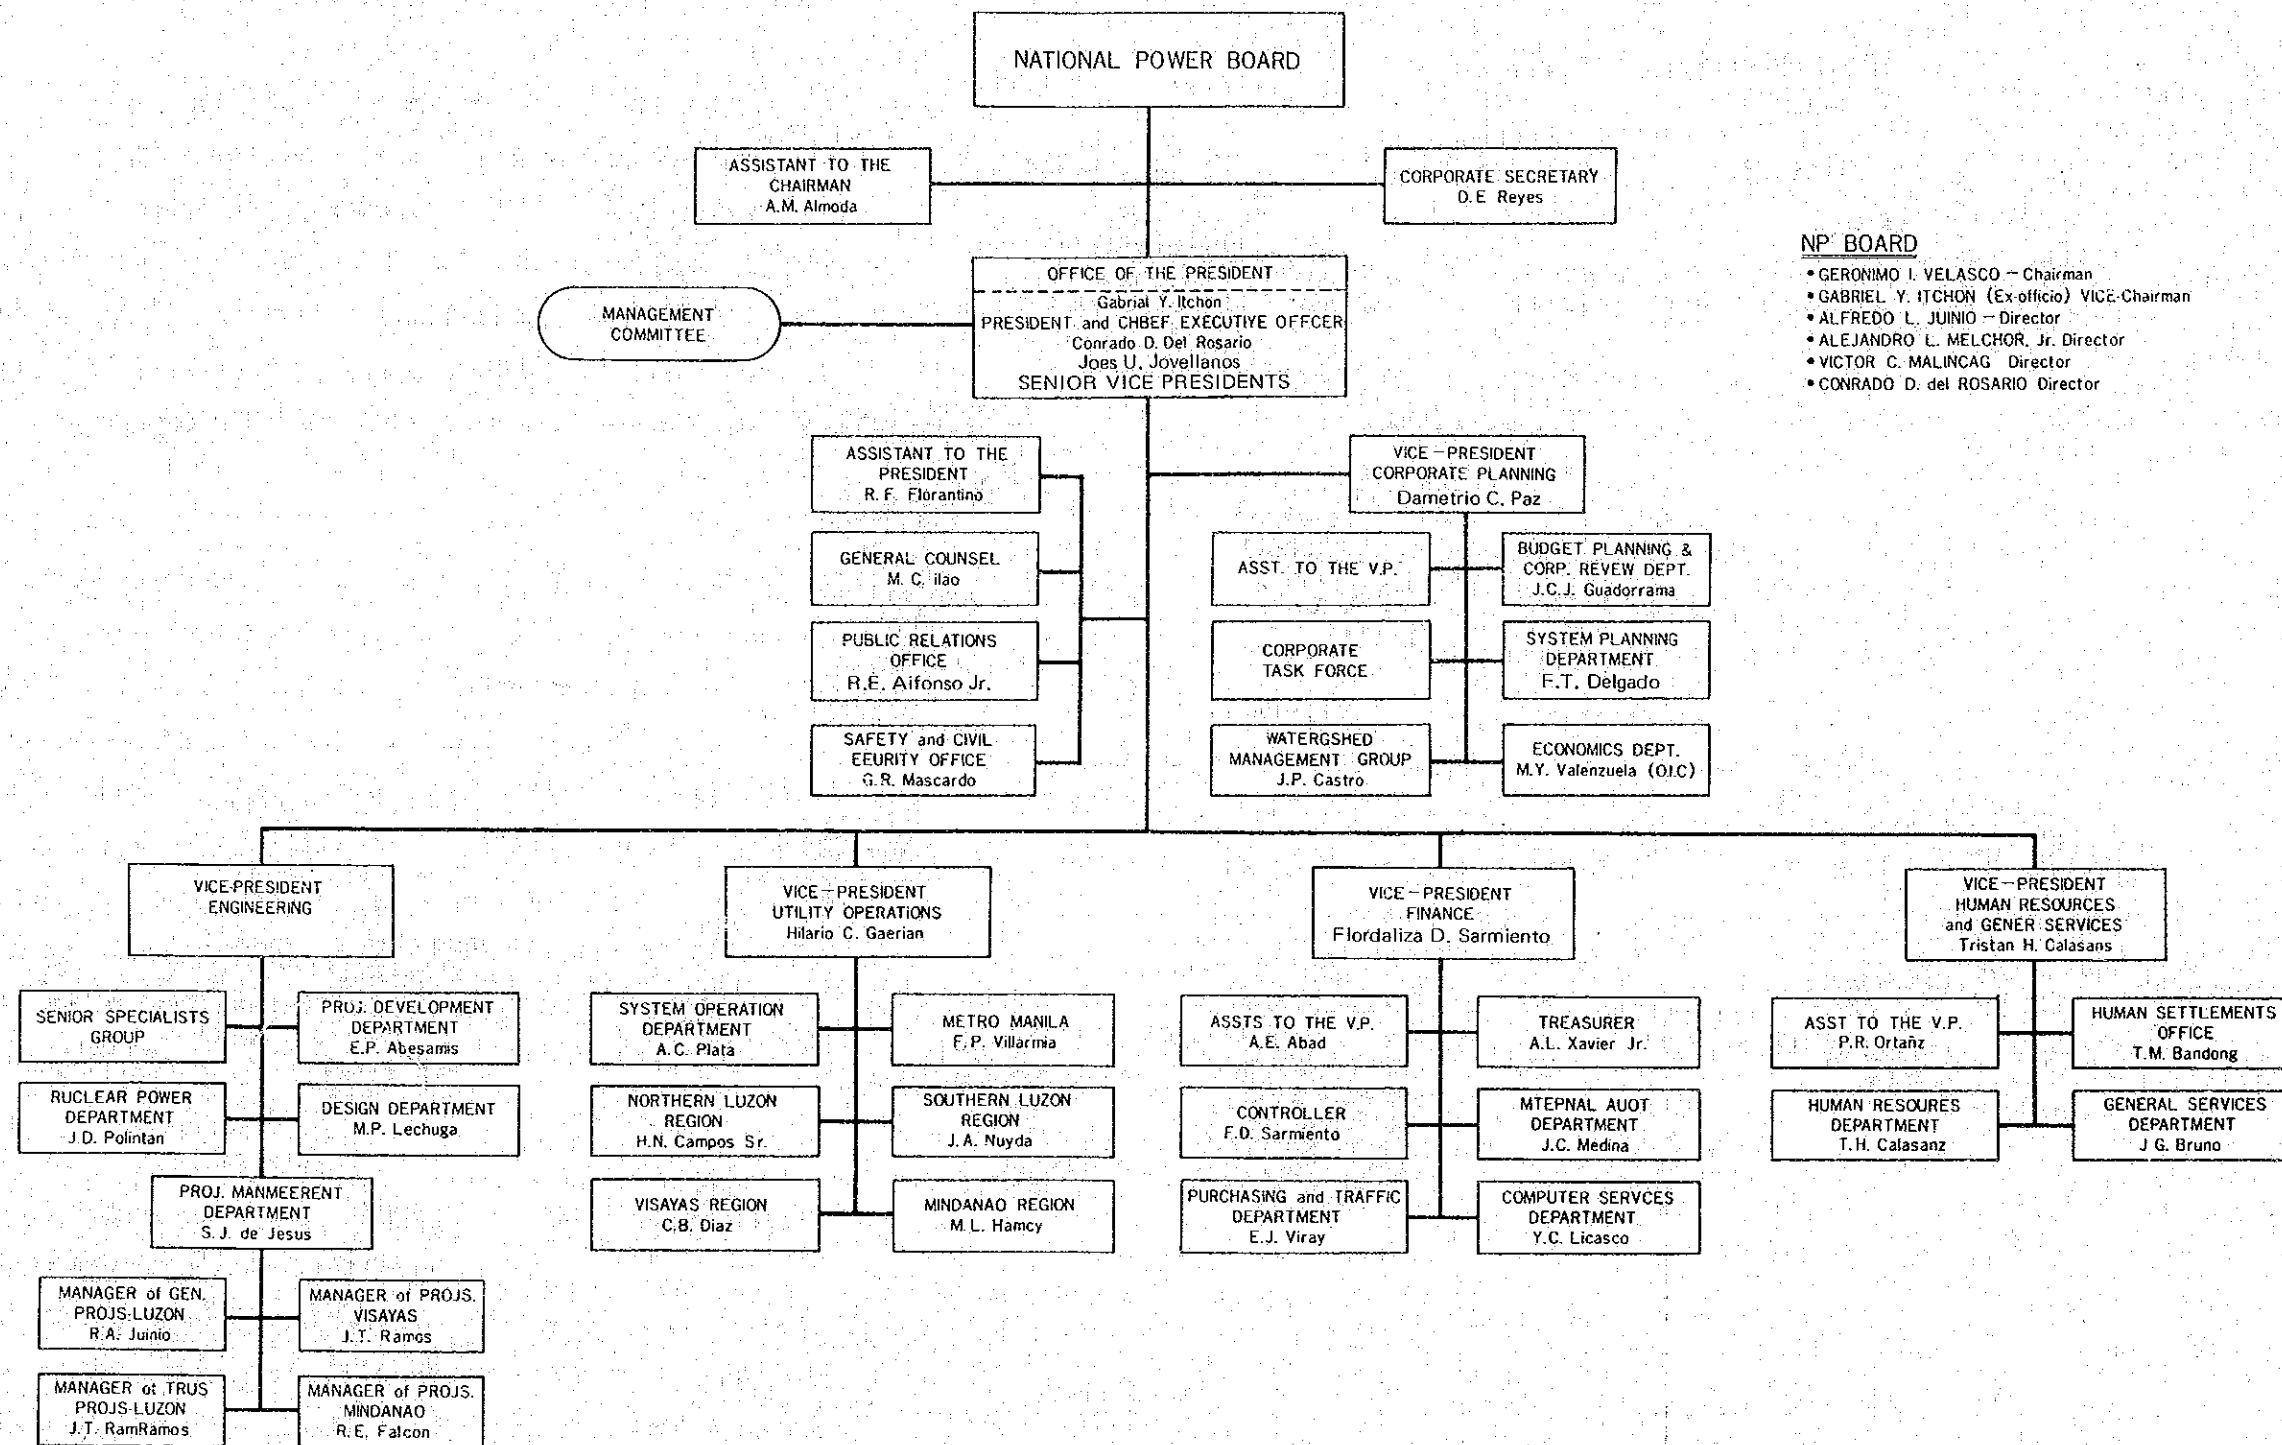 NATIONAL POWER BOARD
ASSISTANT TO THE
CHAIRMAN
A.M. Almoda
CORPORATE SECRETARY
D.E Reyes
NP BOARD
• GERONIMO I. VELASCO — Chairman
• GABRIEL Y. ITCHON (Ex-officio) VICE-Chairman
• ALFREDO L. JUINIO — Director
• ALEJANDRO L. MELCHOR, Jr. Director
• VICTOR C. MALINCAG Director
• CONRADO D. del ROSARIO Director
OFFICE OF THE PRESIDENT
Gabrial Y. Itchon
PRESIDENT and CHBEF EXECUTIVE OFFCER
Conrado D. Del Rosario
Joes U. Jovellanos
SENIOR VICE PRESIDENTS
MANAGEMENT
COMMITTEE
ASSISTANT TO THE
PRESIDENT
R. F. Florantino
VICE—PRESIDENT
CORPORATE PLANNING
Dametrio C. Paz
GENERAL COUNSEL
M. C. ilao
ASST. TO THE V.P.
BUDGET PLANNING &
CORP. REVEW DEPT.
J.C.J. Guadorrama
PUBLIC RELATIONS
OFFICE
R.E. Aifonso Jr.
CORPORATE
TASK FORCE
SYSTEM PLANNING
DEPARTMENT
F.T. Delgado
SAFETY and CIVIL
EEURITY OFFICE
G.R. Mascardo
WATERGSHED
MANAGEMENT GROUP
J.P. Castro
ECONOMICS DEPT.
M.Y. Valenzuela (O.I.C)
VICE-PRESIDENT
ENGINEERING
VICE—PRESIDENT
UTILITY OPERATIONS
Hilario C. Gaerian
VICE—PRESIDENT
FINANCE
Flordaliza D. Sarmiento
VICE—PRESIDENT
HUMAN RESOURCES
and GENER SERVICES
Tristan H. Calasans
SENIOR SPECIALISTS
GROUP
PROJ. DEVELOPMENT
DEPARTMENT
E.P. Abesamis
SYSTEM OPERATION
DEPARTMENT
A.C. Plata
METRO MANILA
F.P. Villarmia
ASSTS TO THE V.P.
A.E. Abad
TREASURER
A.L. Xavier Jr.
ASST TO THE V.P.
P.R. Ortañz
HUMAN SETTLEMENTS
OFFICE
T.M. Bandong
RUCLEAR POWER
DEPARTMENT
J.D. Polintan
DESIGN DEPARTMENT
M.P. Lechuga
NORTHERN LUZON
REGION
H.N. Campos Sr.
SOUTHERN LUZON
REGION
J.A. Nuyda
CONTROLLER
F.D. Sarmiento
MTEPNAL AUOT
DEPARTMENT
J.C. Medina
HUMAN RESOURES
DEPARTMENT
T.H. Calasanz
GENERAL SERVICES
DEPARTMENT
J G. Bruno
PROJ. MANMEERENT
DEPARTMENT
S.J. de Jesus
VISAYAS REGION
C.B. Diaz
MINDANAO REGION
M.L. Hamcy
PURCHASING and TRAFFIC
DEPARTMENT
E.J. Viray
COMPUTER SERVCES
DEPARTMENT
Y.C. Licasco
MANAGER of GEN.
PROJS-LUZON
R.A. Juinio
MANAGER of PROJS.
VISAYAS
J.T. Ramos
MANAGER ot TRUS
PROJS-LUZON
J.T. RamRamos
MANAGER of PROJS.
MINDANAO
R.E. Falcon